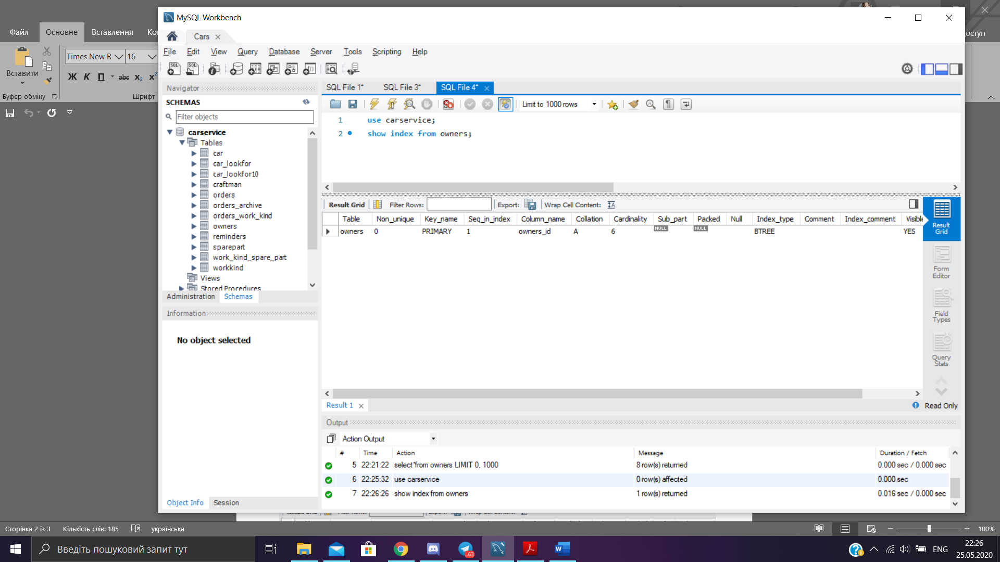 MySQL Workbench
Файл
Основне
Вставлення
Ко
оступ
Cars
File Edit View Query Database Server Tools Scripting Help
Times New R
16
Вставити
Ж К П abc x₂ x²
Буфер обміну
Шрифт
Navigator
SCHEMAS
Filter objects
carservice
Tables
car
car_lookfor
car_lookfor10
craftman
orders
orders_archive
orders_work_kind
owners
reminders
sparepart
work_kind_spare_part
workkind
Views
Stored Procedures
Administration Schemas
Information
No object selected
Object Info Session
SQL File 1* SQL File 3* SQL File 4*
Limit to 1000 rows
1 use carservice;
2 show index from owners;
Result Grid Filter Rows: Export: Wrap Cell Content:
Table Non_unique Key_name Seq_in_index Column_name Collation Cardinality Sub_part Packed Null Index_type Comment Index_comment Visible
owners 0 PRIMARY 1 owners_id A 6 NULL NULL BTREE YES
Result Grid
Form Editor
Field Types
Query Stats
Result 1
Read Only
Output
Action Output
# Time Action Message Duration / Fetch
5 22:21:22 select*from owners LIMIT 0, 1000 8 row(s) returned 0.000 sec / 0.000 sec
6 22:25:32 use carservice 0 row(s) affected 0.000 sec
7 22:26:26 show index from owners 1 row(s) returned 0.016 sec / 0.000 sec
Сторінка 2 із 3 Кількість слів: 185 українська
100%
Введіть пошуковий запит тут
..63
ENG
22:26
25.05.2020